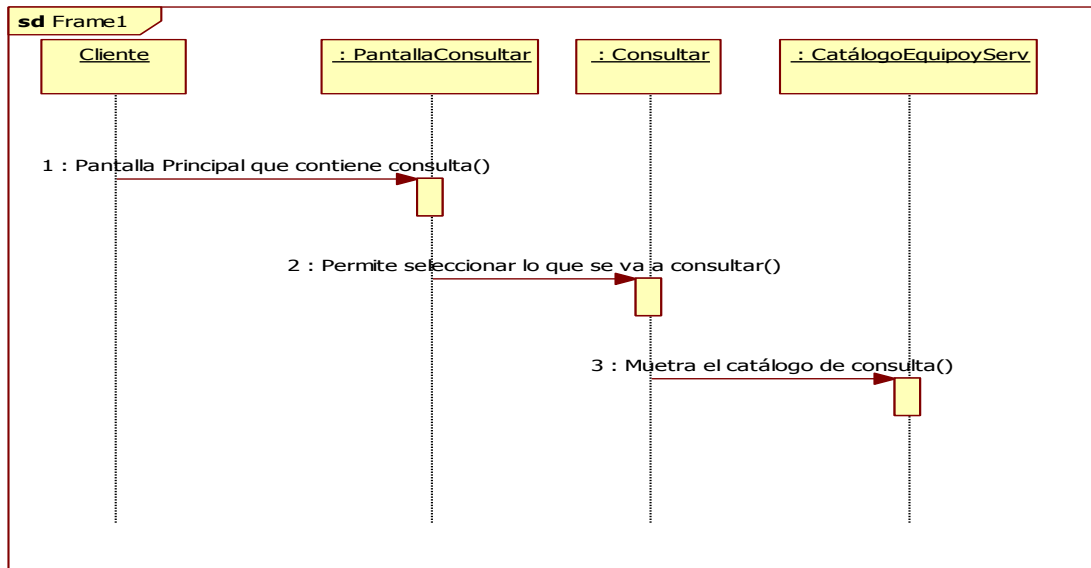 sd Frame1
Cliente
: PantallaConsultar
: Consultar
: CatálogoEquipoyServ
1 : Pantalla Principal que contiene consulta()
2 : Permite seleccionar lo que se va a consultar()
3 : Muetra el catálogo de consulta()